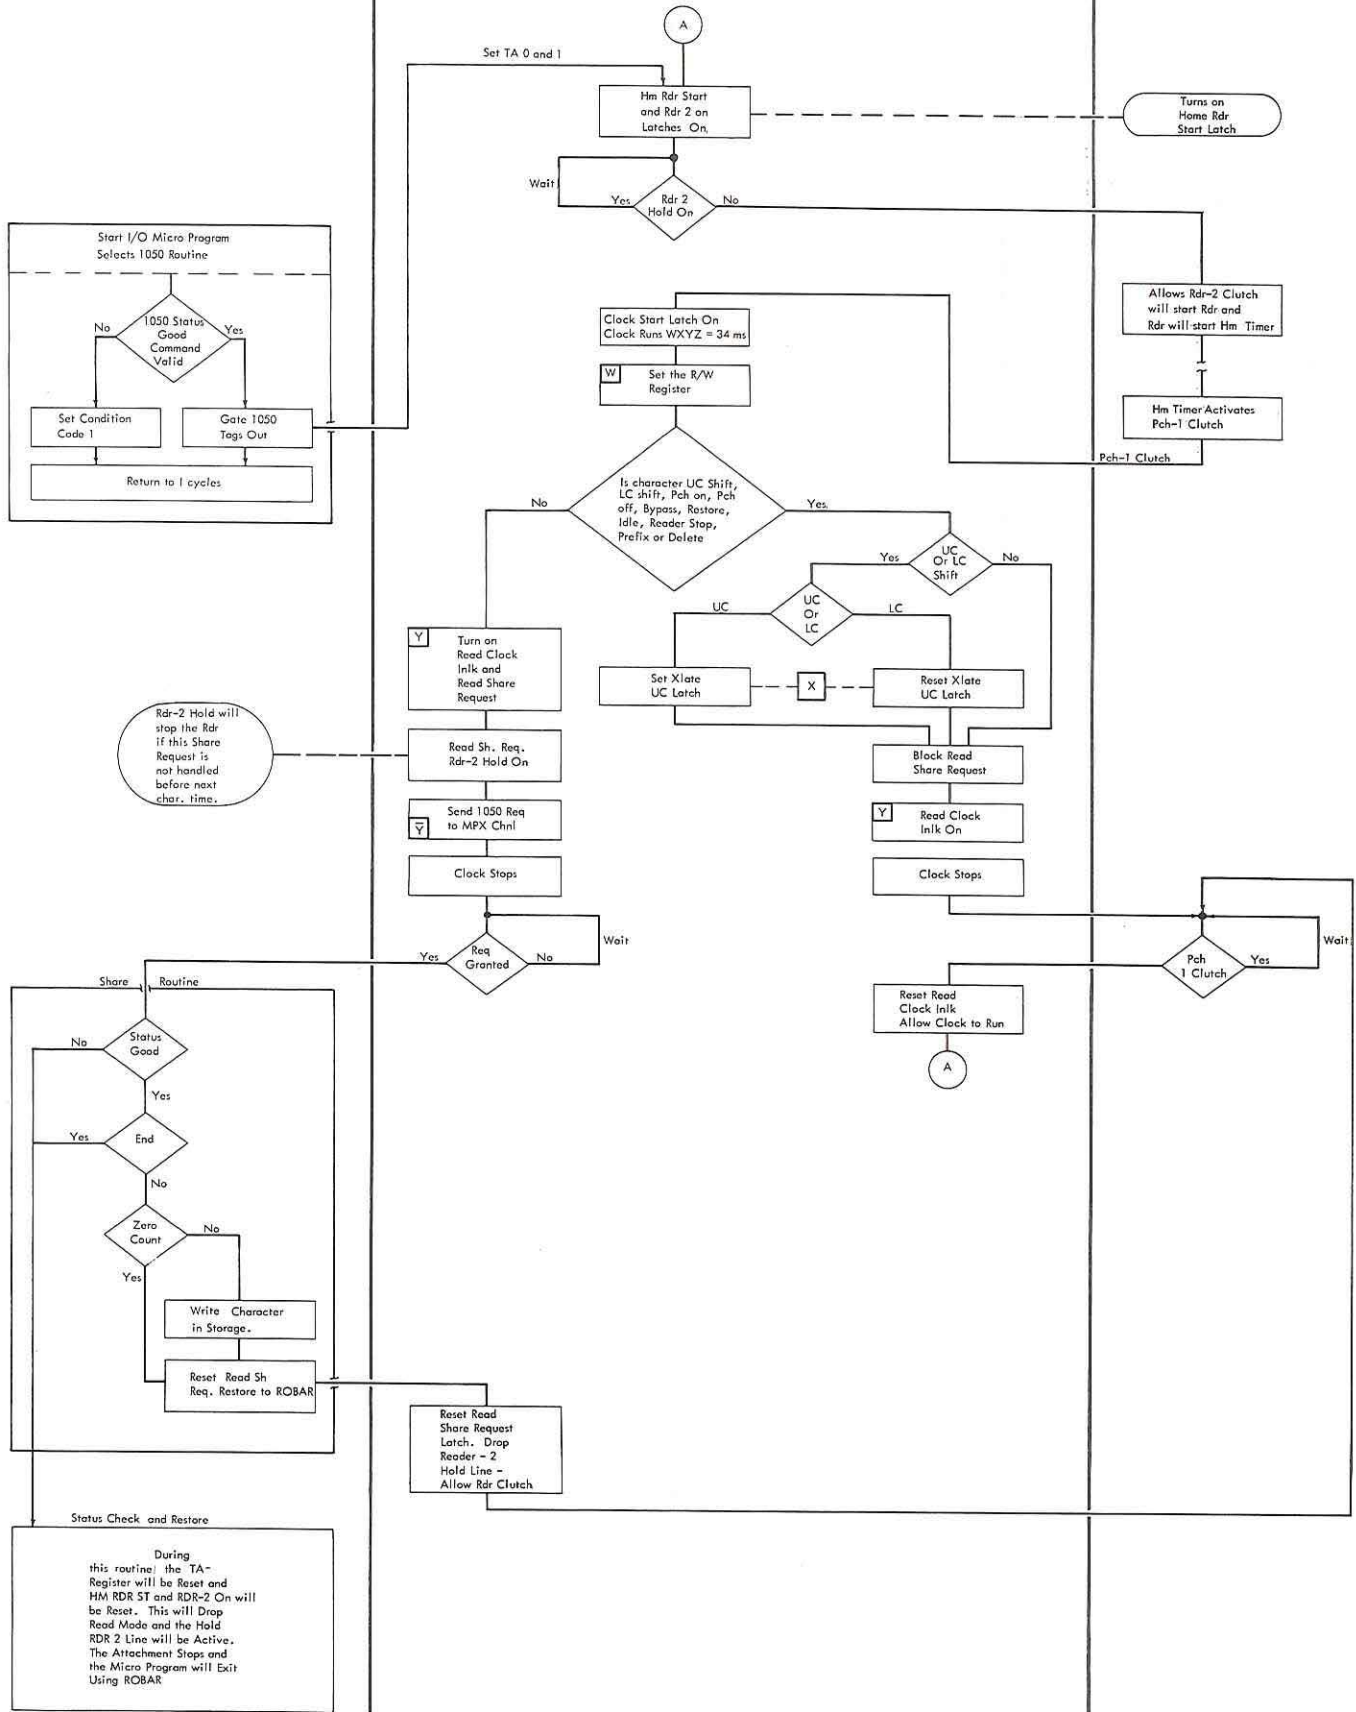 A
Set TA 0 and 1
Hm Rdr Start
and Rdr 2 on
Latches On.
Turns on
Home Rdr
Start Latch
Wait
Yes
Rdr 2
Hold On
No
Start I/O Micro Program
Selects 1050 Routine
No
1050 Status
Good
Command
Valid
Yes
Set Condition
Code 1
Gate 1050
Tags Out
Return to I cycles
Allows Rdr-2 Clutch
will start Rdr and
Rdr will start Hm Timer
Hm Timer Activates
Pch-1 Clutch
Pch-1 Clutch
Clock Start Latch On
Clock Runs WXYZ = 34 ms
W
Set the R/W
Register
No
Is character UC Shift,
LC shift, Pch on, Pch
off, Bypass, Restore,
Idle, Reader Stop,
Prefix or Delete
Yes
Yes
UC
Or LC
Shift
No
UC
UC
Or
LC
LC
Set Xlate
UC Latch
X
Reset Xlate
UC Latch
Y
Turn on
Read Clock
Inlk and
Read Share
Request
Rdr-2 Hold will
stop the Rdr
if this Share
Request is
not handled
before next
char. time.
Read Sh. Req.
Rdr-2 Hold On
Block Read
Share Request
Send 1050 Req
to MPX Chnl
Y
Y
Read Clock
Inlk On
Clock Stops
Clock Stops
Wait
Yes
Req
Granted
No
Pch
1 Clutch
Yes
Wait
Reset Read
Clock Inlk
Allow Clock to Run
A
Share Routine
No
Status
Good
Yes
Yes
End
No
Zero
Count
No
Yes
Write Character
in Storage.
Reset Read Sh
Req. Restore to ROBAR
Reset Read
Share Request
Latch. Drop
Reader - 2
Hold Line -
Allow Rdr Clutch
Status Check and Restore
During
this routine; the TA-
Register will be Reset and
HM RDR ST and RDR-2 On will
be Reset. This will Drop
Read Mode and the Hold
RDR 2 Line will be Active.
The Attachment Stops and
the Micro Program will Exit
Using ROBAR